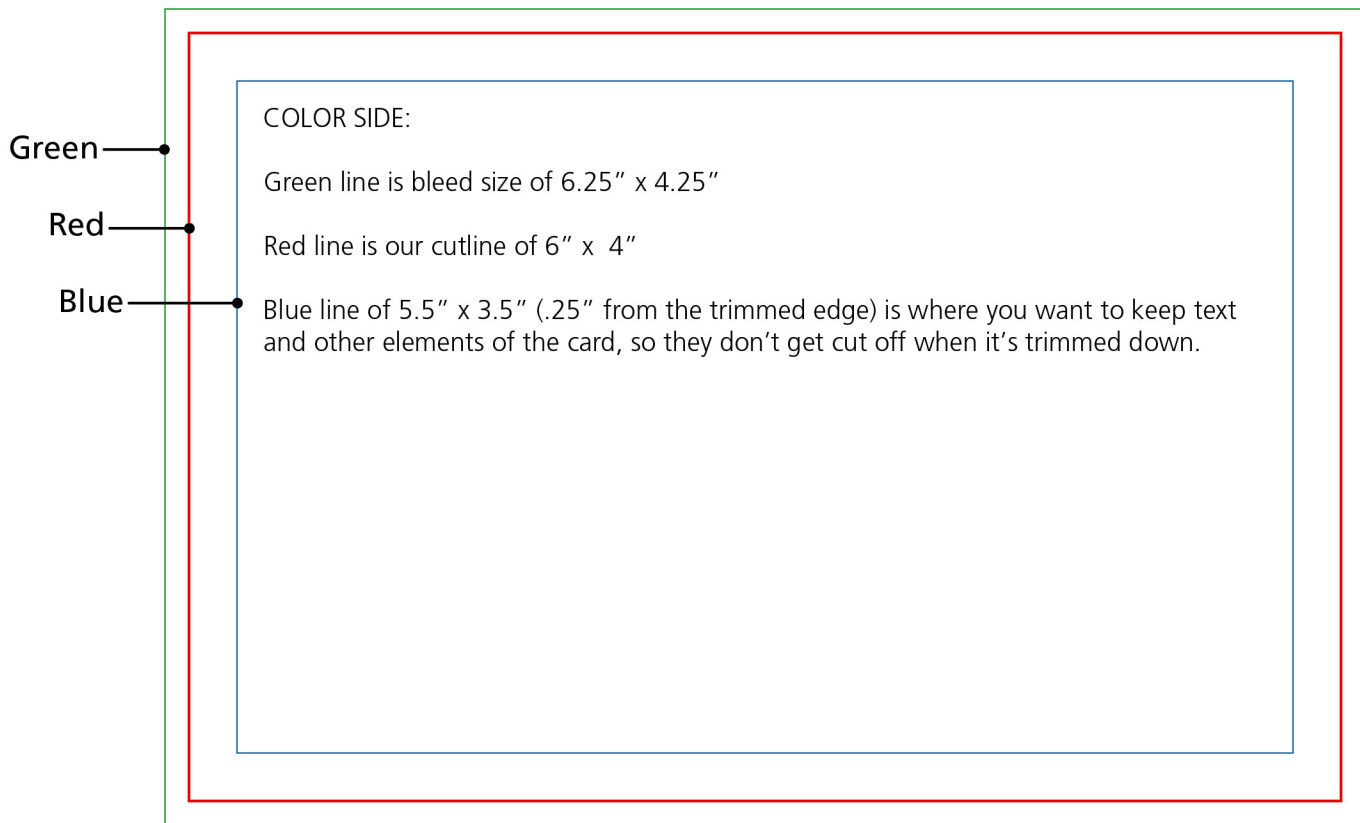 COLOR SIDE:
Green
Green line is bleed size of 6.25” x 4.25”
Red
Red line is our cutline of 6” x  4”
Blue
Blue line of 5.5” x 3.5” (.25” from the trimmed edge) is where you want to keep text
and other elements of the card, so they don’t get cut off when it’s trimmed down.